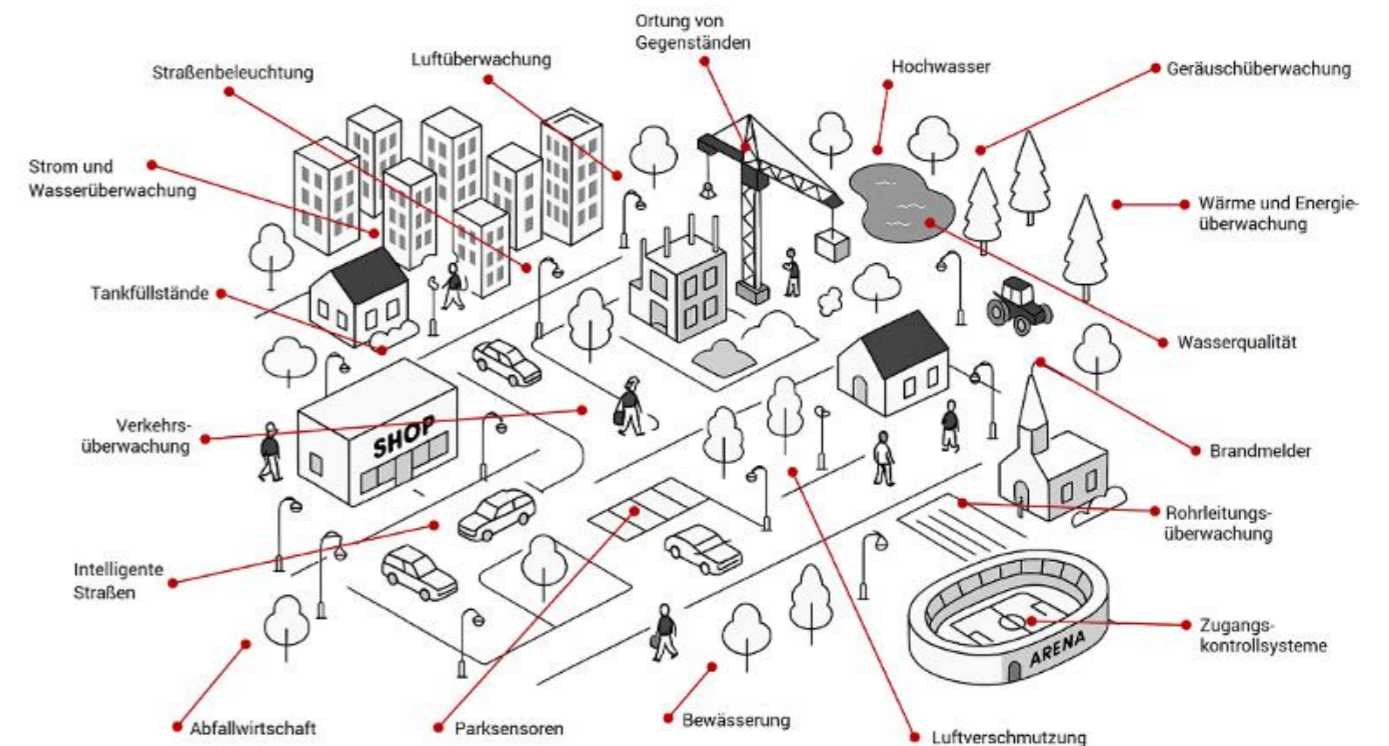 Ortung von
Gegenständen
Luftüberwachung
Straßenbeleuchtung
Hochwasser
Geräuschüberwachung
Strom und
Wasserüberwachung
Wärme und Energie-
überwachung
Tankfüllstände
Wasserqualität
Verkehrs-
überwachung
SHOP
Brandmelder
Rohrleitungs-
überwachung
Intelligente
Straßen
Zugangs-
kontrollsysteme
ARENA
Abfallwirtschaft
Parksensoren
Bewässerung
Luftverschmutzung